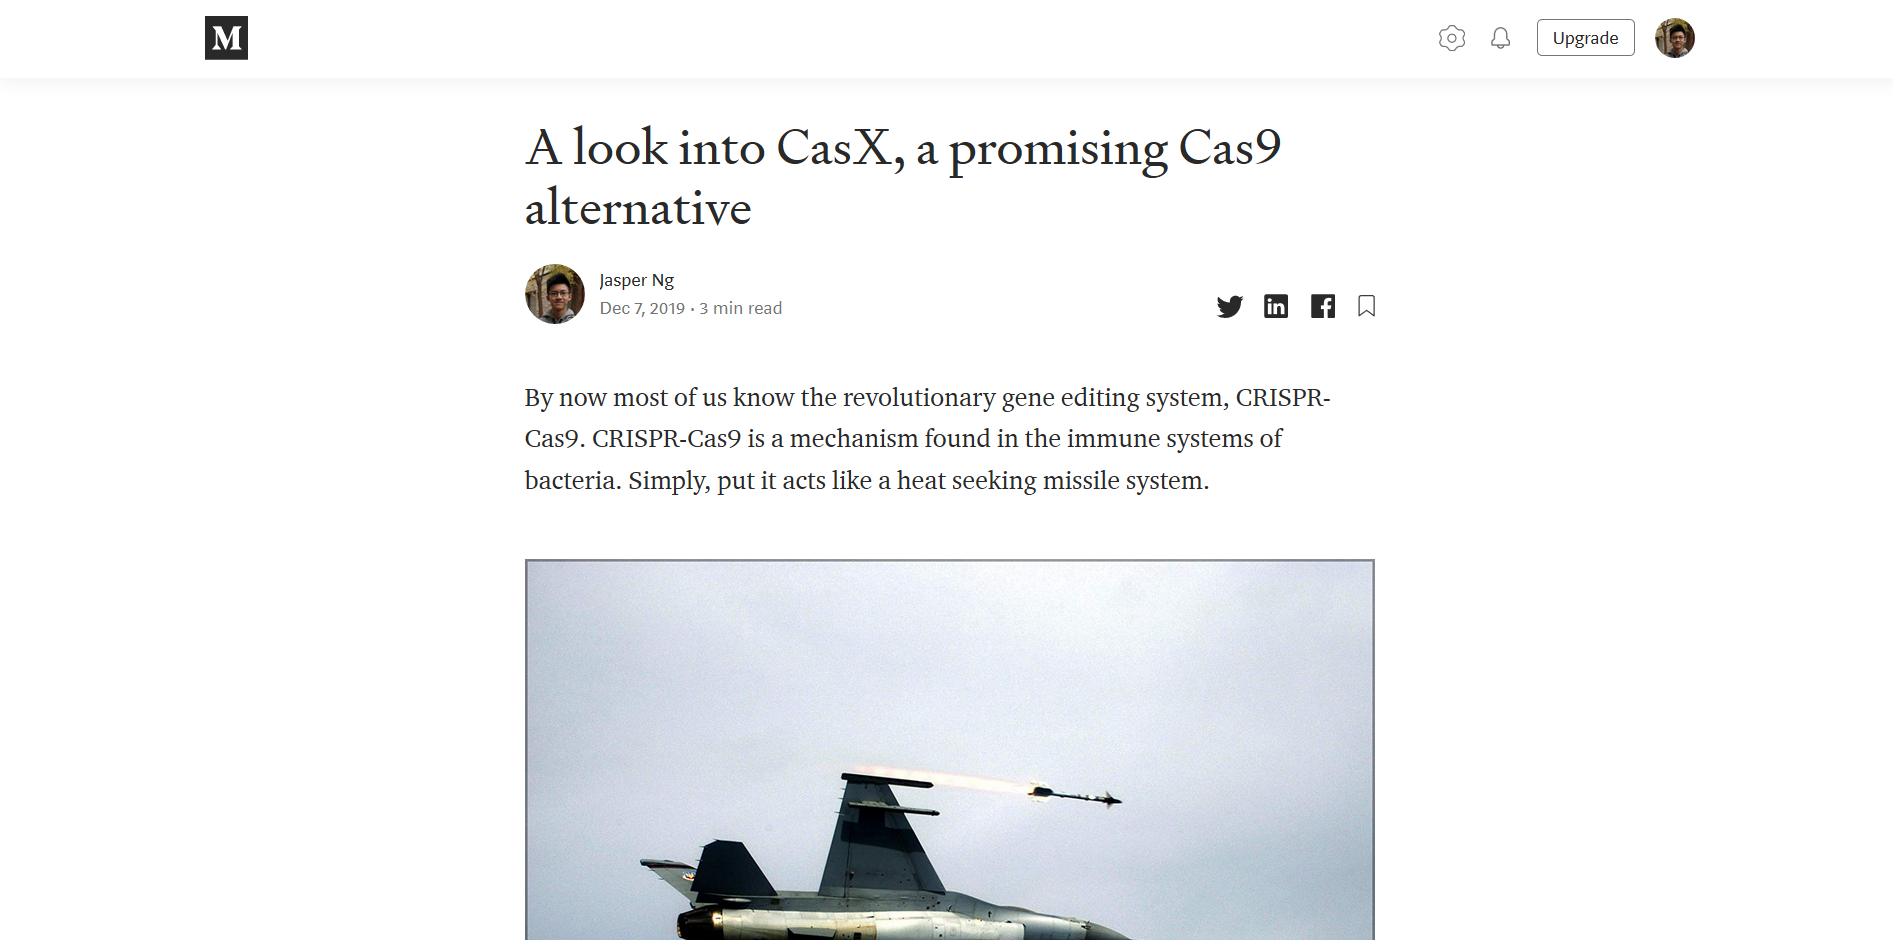 M
Upgrade
A look into CasX, a promising Cas9
alternative
Jasper Ng
Dec 7, 2019 · 3 min read
in
By now most of us know the revolutionary gene editing system, CRISPR-
Cas9. CRISPR-Cas9 is a mechanism found in the immune systems of
bacteria. Simply, put it acts like a heat seeking missile system.